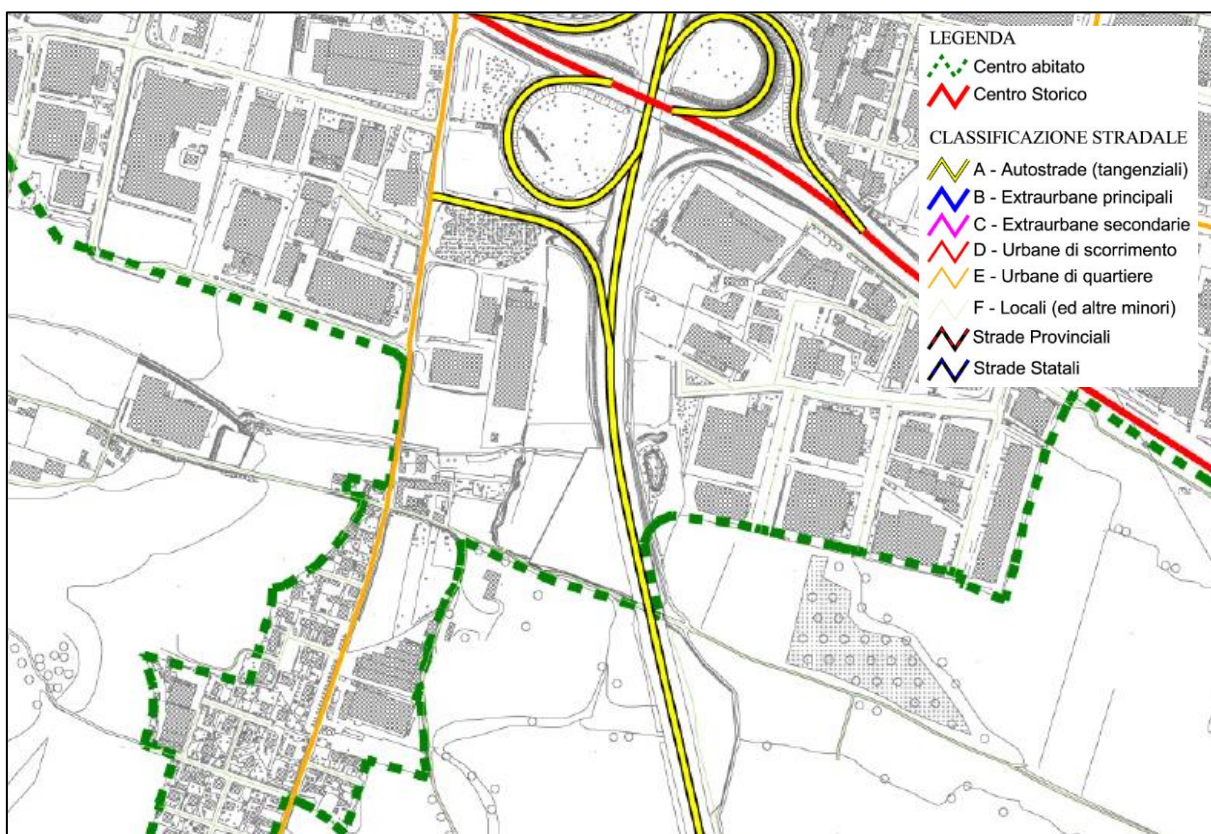 LEGENDA
Centro abitato
Centro Storico
CLASSIFICAZIONE STRADALE
A - Autostrade (tangenziali)
B - Extraurbane principali
C - Extraurbane secondarie
D - Urbane di scorrimento
E - Urbane di quartiere
F - Locali (ed altre minori)
Strade Provinciali
Strade Statali